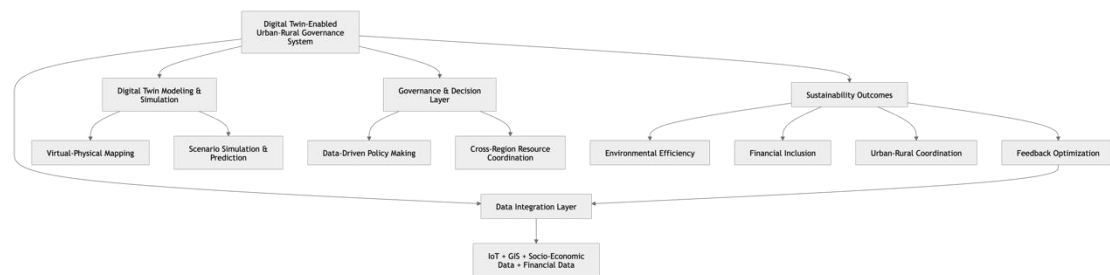 Digital Twin-Enabled
Urban-Rural Governance
System
Digital Twin Modeling &
Simulation
Governance & Decision
Layer
Sustainability Outcomes
Virtual-Physical Mapping
Scenario Simulation &
Prediction
Data-Driven Policy Making
Cross-Region Resource
Coordination
Environmental Efficiency
Financial Inclusion
Urban-Rural Coordination
Feedback Optimization
Data Integration Layer
IoT + GIS + Socio-Economic
Data + Financial Data